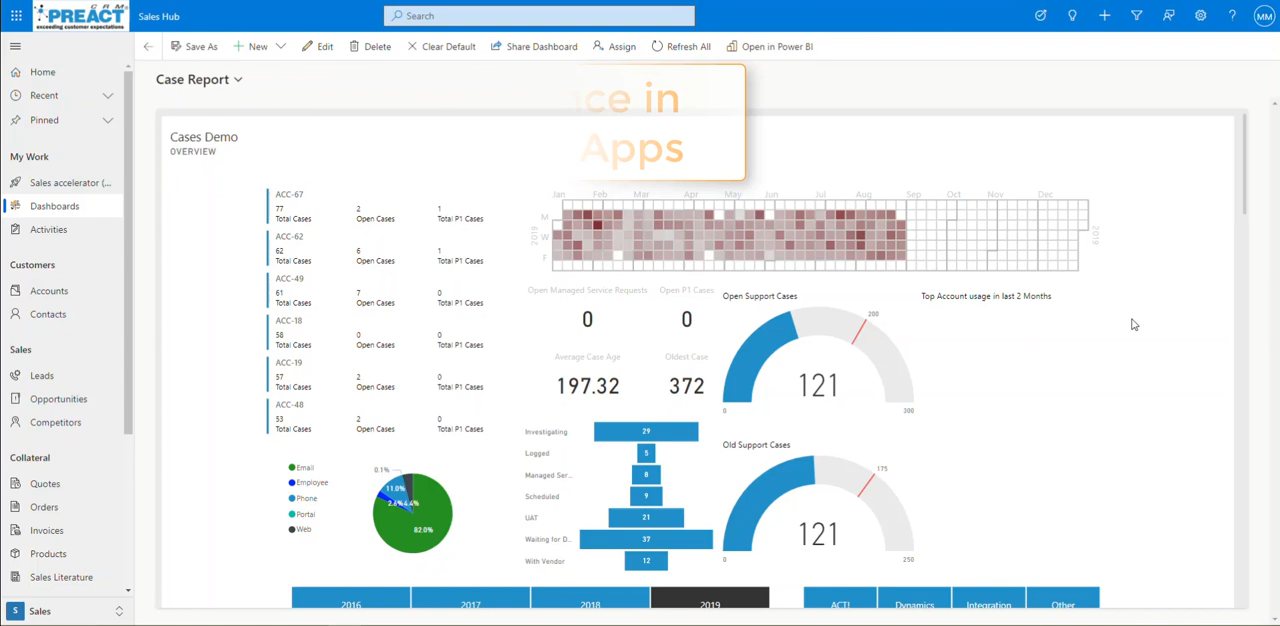 CRM
PREACT
exceeding customer expectations
Sales Hub
Search
MM
Save As
New
Edit
Delete
Clear Default
Share Dashboard
Assign
Refresh All
Open in Power BI
Home
Recent
Pinned
My Work
Sales accelerator (...
Dashboards
Activities
Customers
Accounts
Contacts
Sales
Leads
Opportunities
Competitors
Collateral
Quotes
Orders
Invoices
Products
Sales Literature
S Sales
Case Report
ce in
Apps
Cases Demo
OVERVIEW
ACC-67
77 2 1
Total Cases Open Cases Total P1 Cases
ACC-62
62 6 1
Total Cases Open Cases Total P1 Cases
ACC-49
61 7 0
Total Cases Open Cases Total P1 Cases
ACC-18
58 0 0
Total Cases Open Cases Total P1 Cases
ACC-19
57 2 0
Total Cases Open Cases Total P1 Cases
ACC-48
53 2 0
Total Cases Open Cases Total P1 Cases
Jan Feb Mar Apr May Jun Jul Aug Sep Oct Nov Dec
2019
M
W
F
2019
Open Managed Service Requests
0
Open P1 Cases
0
Average Case Age
197.32
Oldest Case
372
Open Support Cases
200
121
0 300
Top Account usage in last 2 Months
Old Support Cases
175
121
0 250
Email
Employee
Phone
Portal
Web
0.1%
11.0%
82.0%
Investigating 29
Logged 5
Managed Ser... 8
Scheduled 9
UAT 21
Waiting for D... 37
With Vendor 12
2016 2017 2018 2019
ACT! Dynamics Integration Other